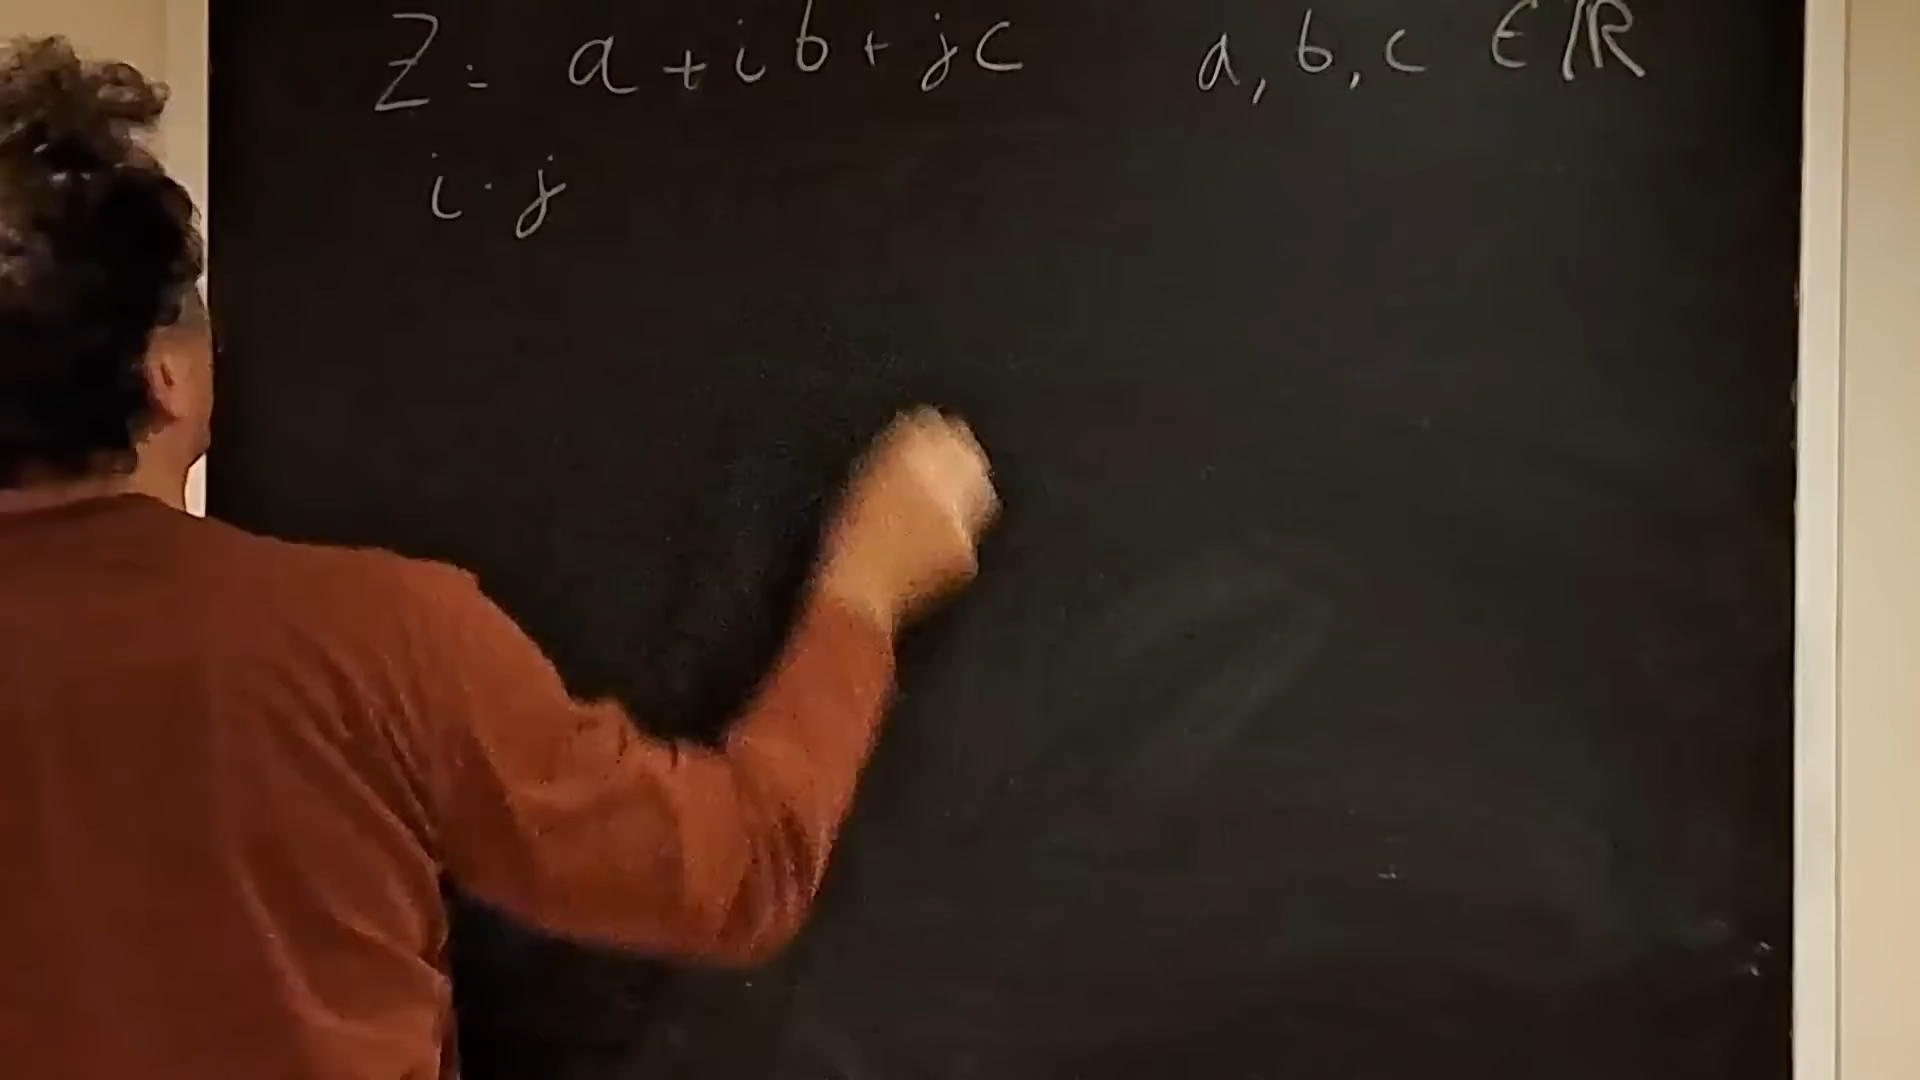 Z = a + ib + jc a, b, c ∈ ℝ
i · j